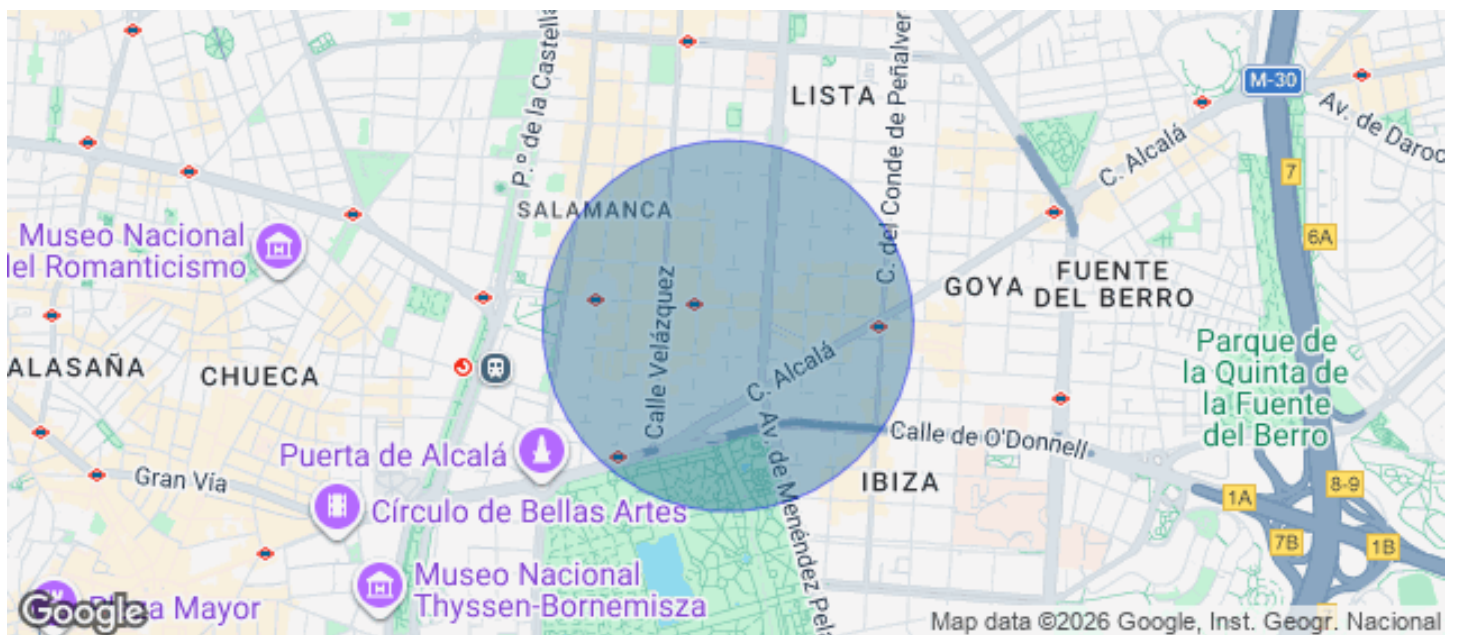 P.º de la Castella
LISTA
C. del Conde de Peñalver
M-30
Av. de Daroc
C. Alcalá
7
SALAMANCA
Museo Nacional
del Romanticismo
6A
GOYA
FUENTE
DEL BERRO
Calle Velázquez
Parque de
la Quinta de
la Fuente
del Berro
ALASAÑA
CHUECA
C. Alcalá
Puerta de Alcalá
Calle de O'Donnell
Av. de Menéndez Pela
Gran Vía
IBIZA
1A
8-9
Círculo de Bellas Artes
7B
1B
Museo Nacional
Thyssen-Bornemisza
Mayor
Google
7
Map data ©2026 Google, Inst. Geogr. Nacional